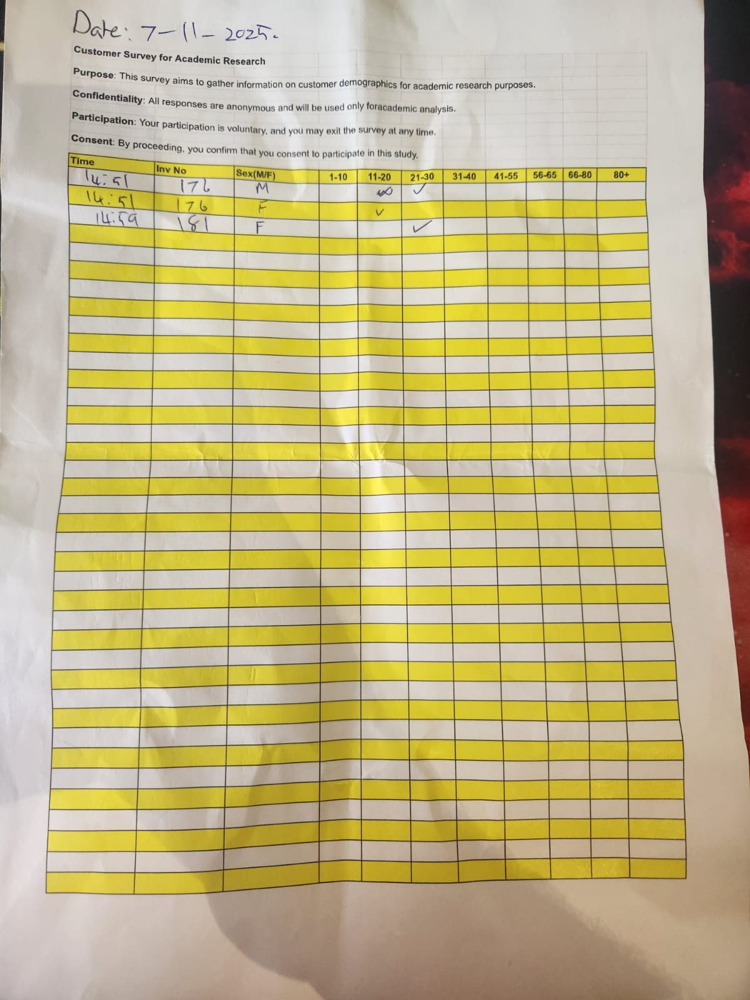 Date: 7-11-2025.
Customer Survey for Academic Research
Purpose: This survey aims to gather information on customer demographics for academic research purposes.
Confidentiality: All responses are anonymous and will be used only foracademic analysis.
Participation: Your participation is voluntary, and you may exit the survey at any time.
Consent: By proceeding, you confirm that you consent to participate in this study.
Time Inv No Sex(M/F) 1-10 11-20 21-30 31-40 41-55 56-65 66-80 80+
14:51 176 M ✓
14:51 176 F ✓
14:59 181 F ✓